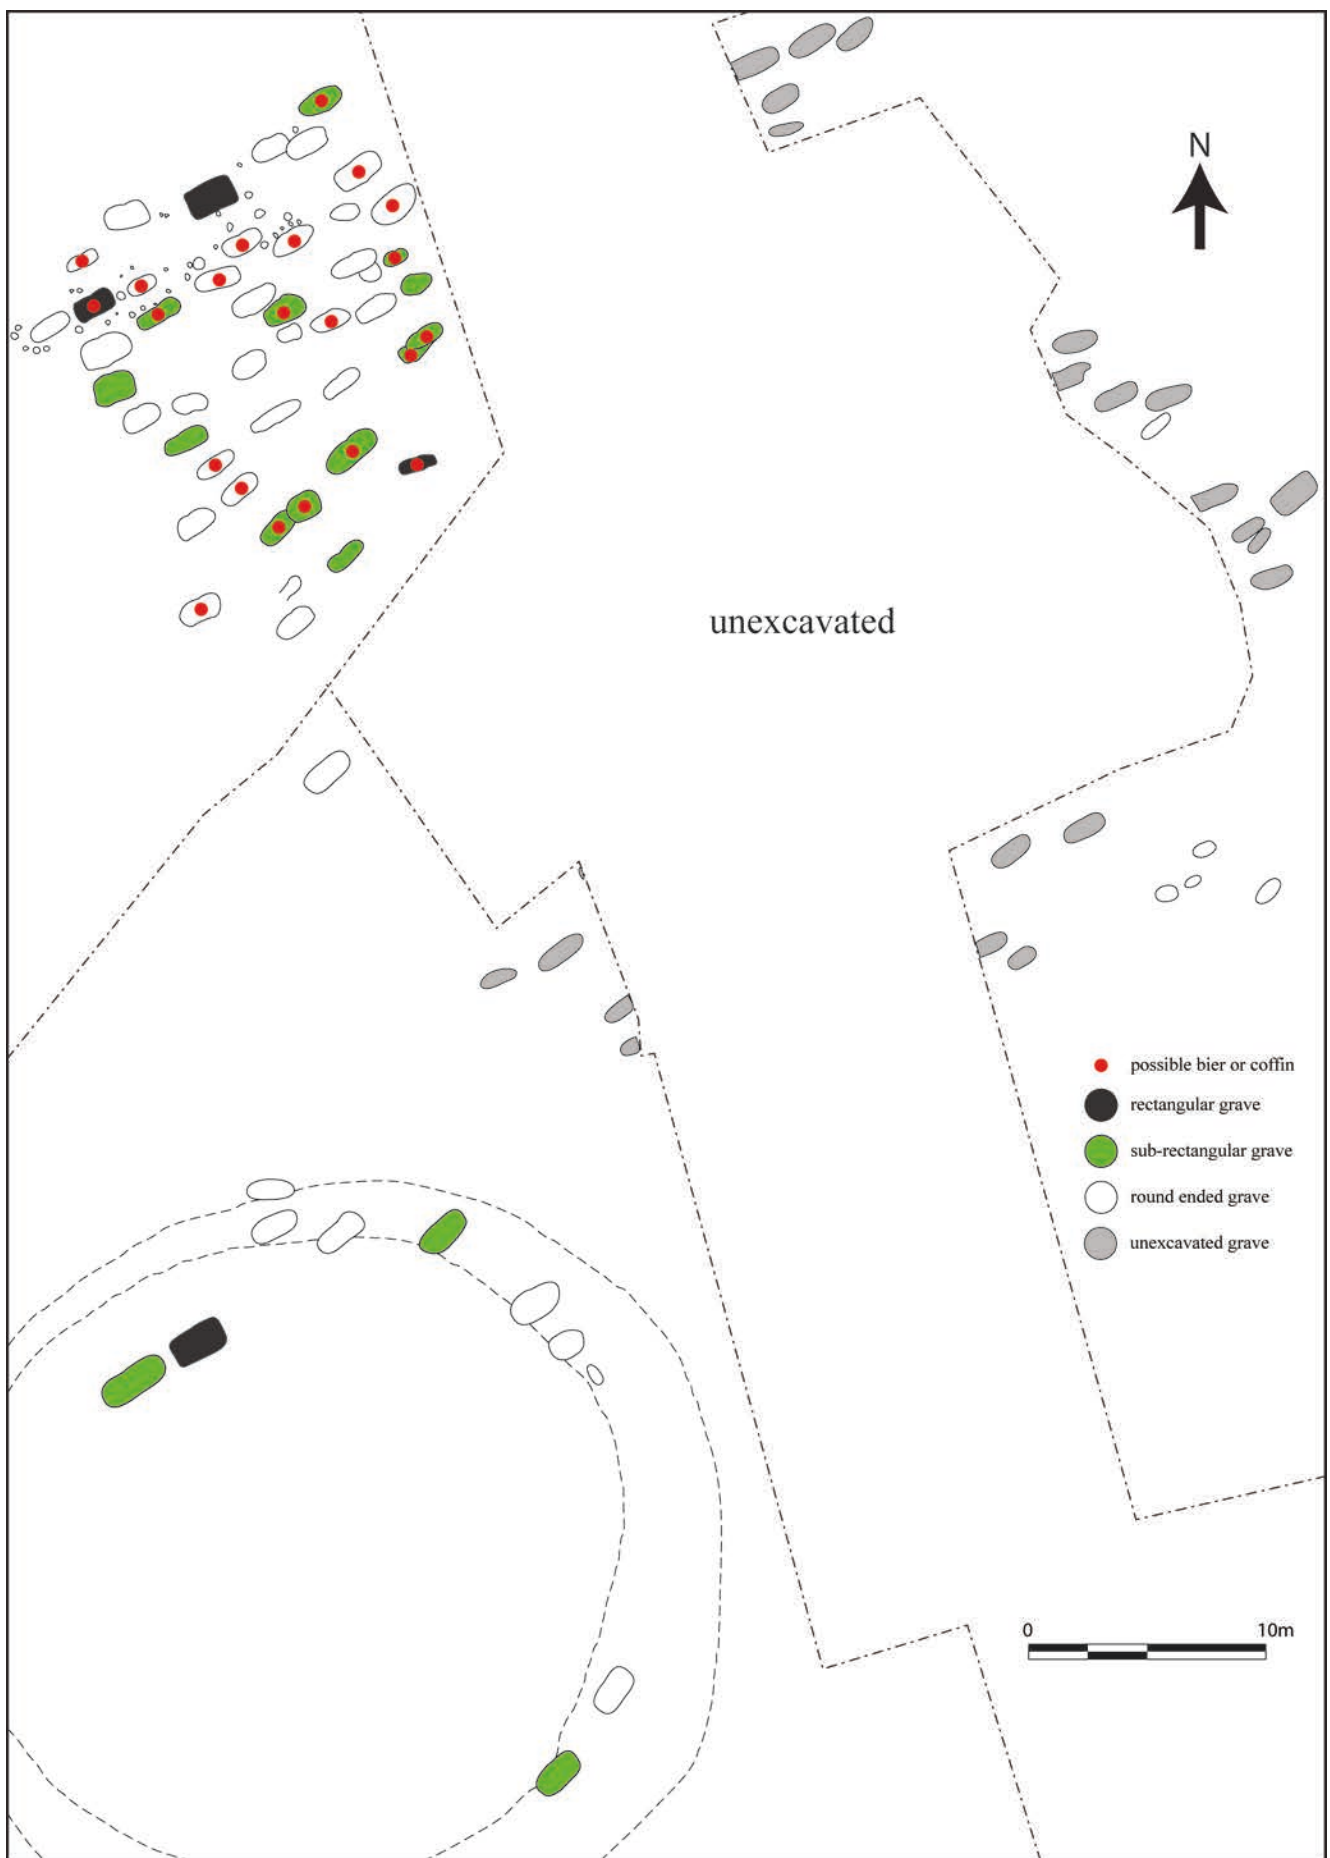 N
unexcavated
possible bier or coffin
rectangular grave
sub-rectangular grave
round ended grave
unexcavated grave
0 10m